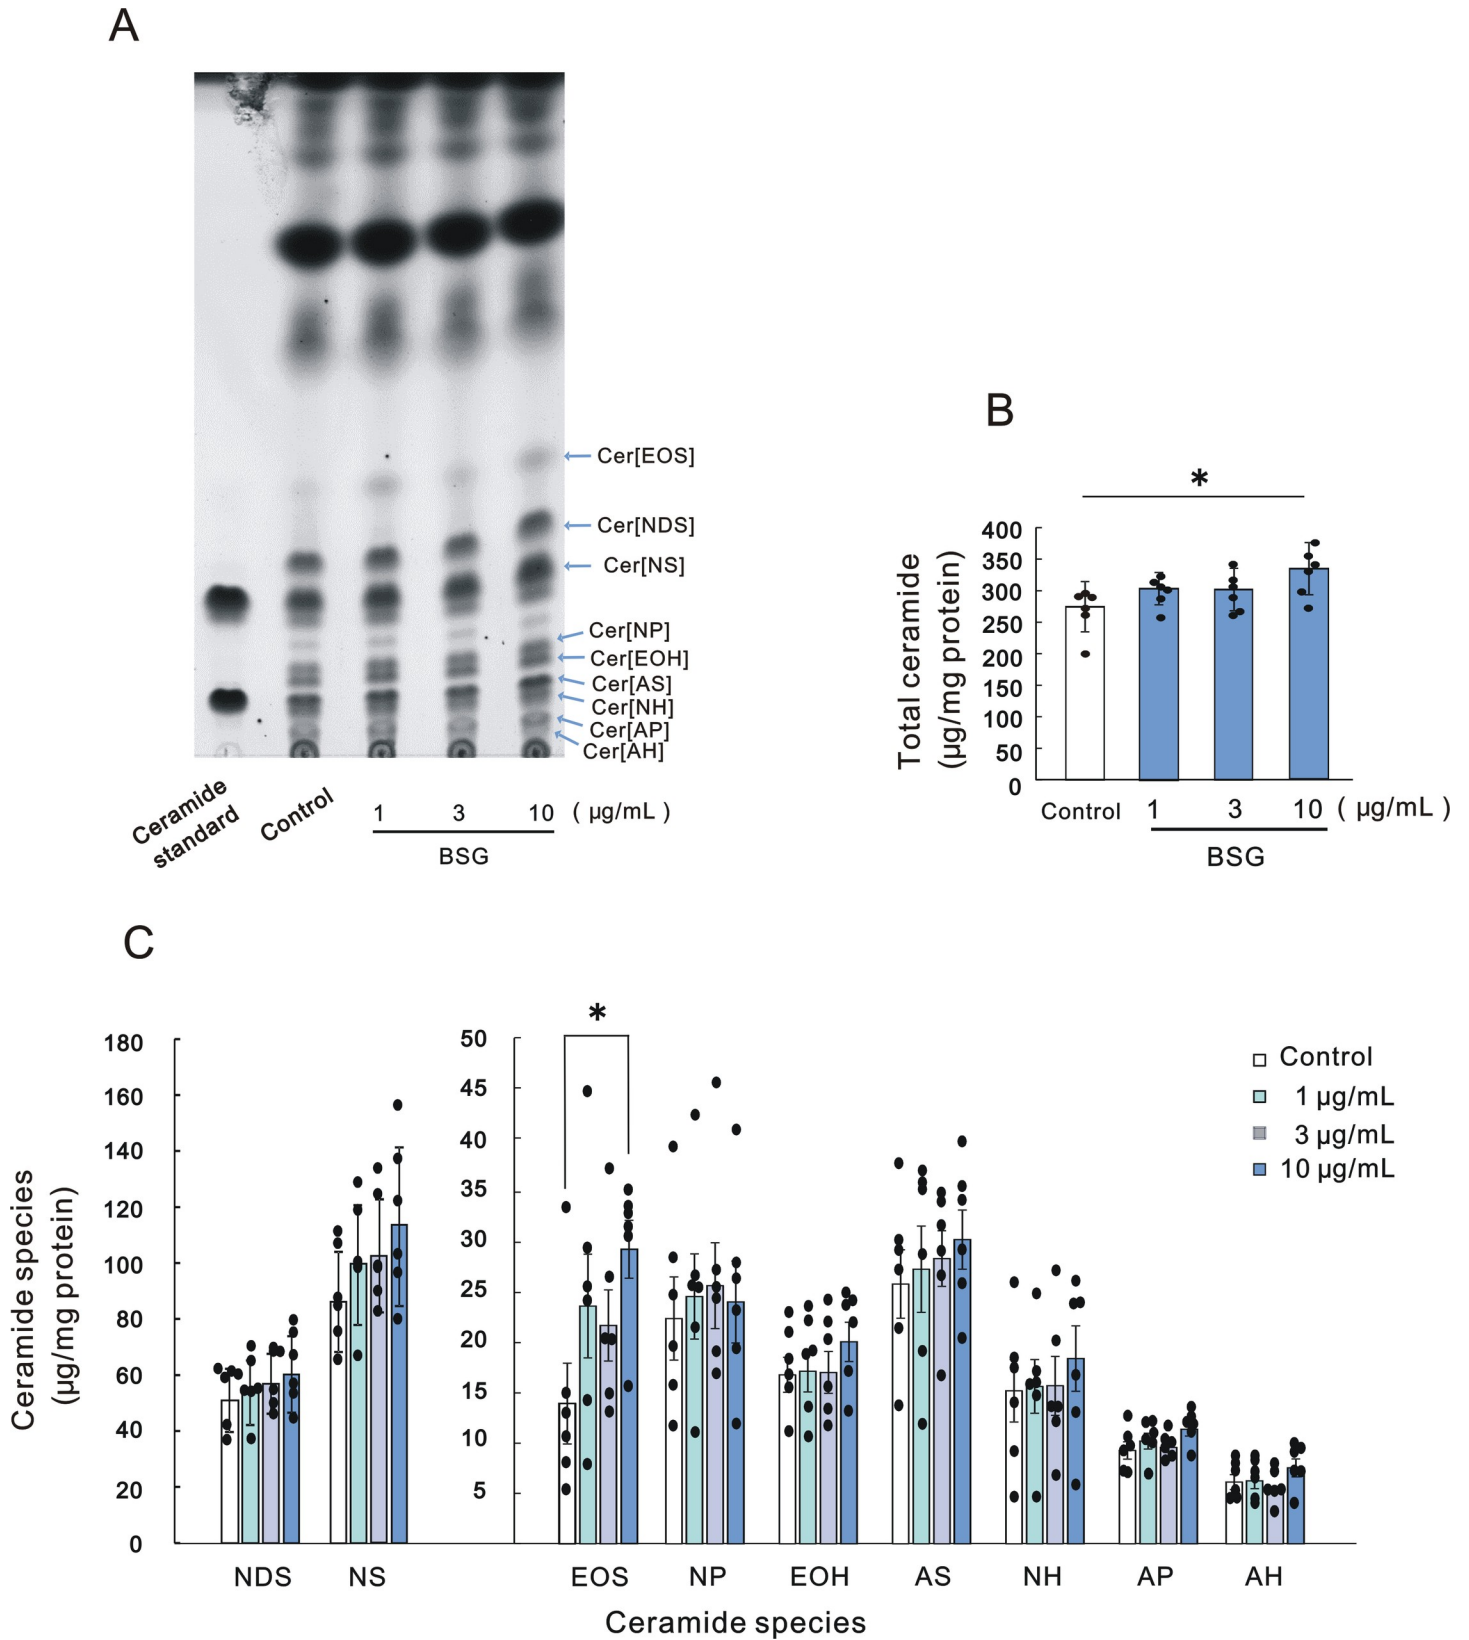 A
Cer[EOS]
Cer[NDS]
Cer[NS]
Cer[NP]
Cer[EOH]
Cer[AS]
Cer[NH]
Cer[AP]
Cer[AH]
Ceramide
standard
Control
1 3 10 ( µg/mL )
BSG
B
*
Total ceramide
(µg/mg protein)
400
350
300
250
200
150
100
50
0
Control 1 3 10 ( µg/mL )
BSG
C
Ceramide species
(µg/mg protein)
180
160
140
120
100
80
60
40
20
0
50
45
40
35
30
25
20
15
10
5
*
Control
1 µg/mL
3 µg/mL
10 µg/mL
NDS NS EOS NP EOH AS NH AP AH
Ceramide species